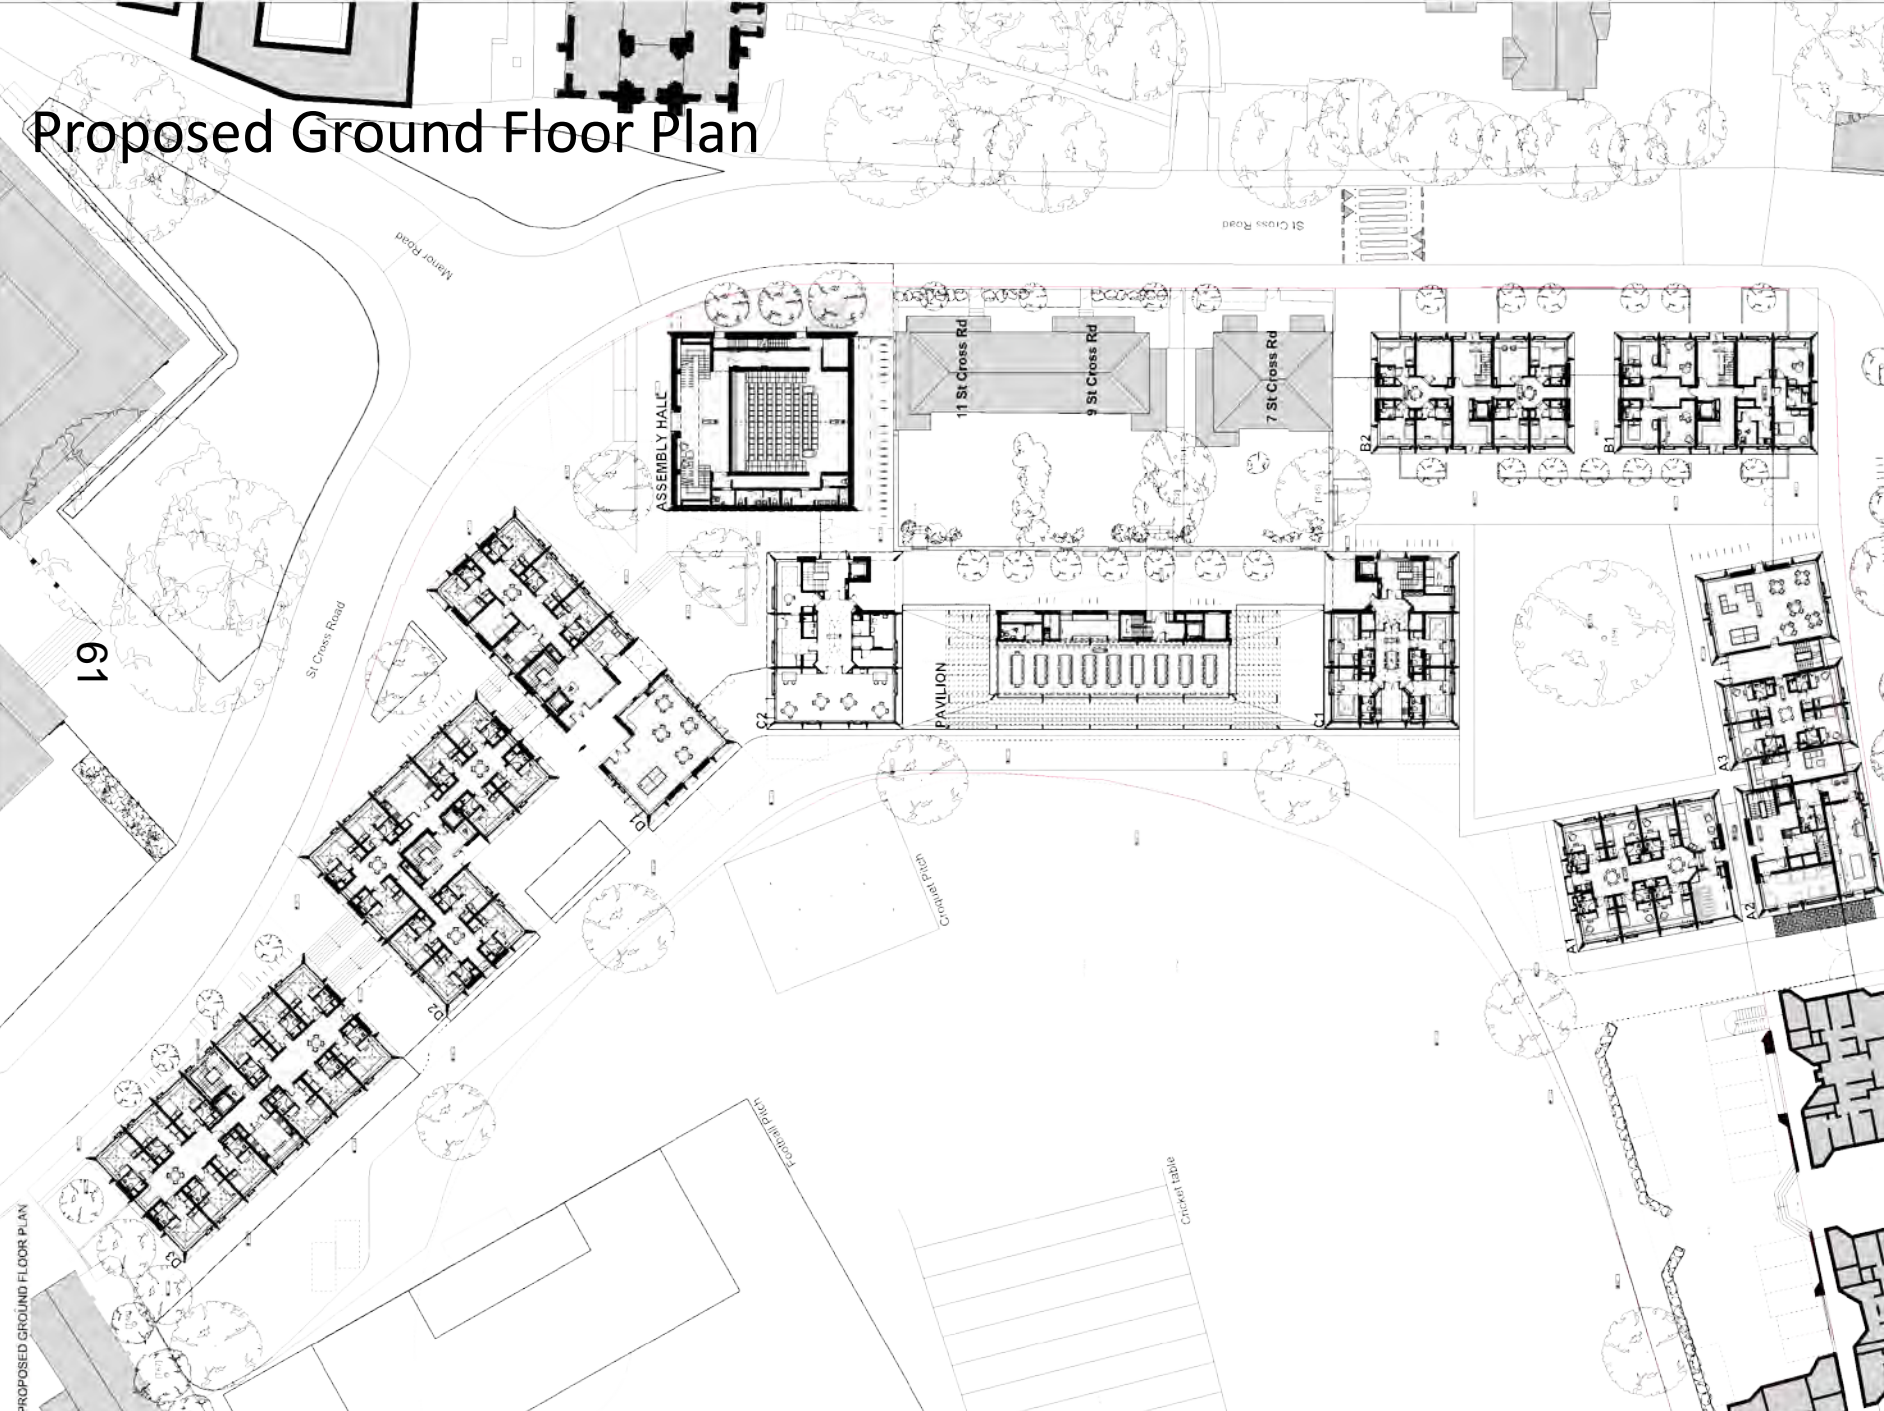 Proposed Ground Floor Plan
Manor Road
St Cross Road
St Cross Road
61
ASSEMBLY HALL
11 St Cross Rd
9 St Cross Rd
7 St Cross Rd
B2
B1
C2
PAVILION
C1
A3
A2
A1
D1
D2
D3
Croquet Pitch
Football Pitch
Cricket table
PROPOSED GROUND FLOOR PLAN